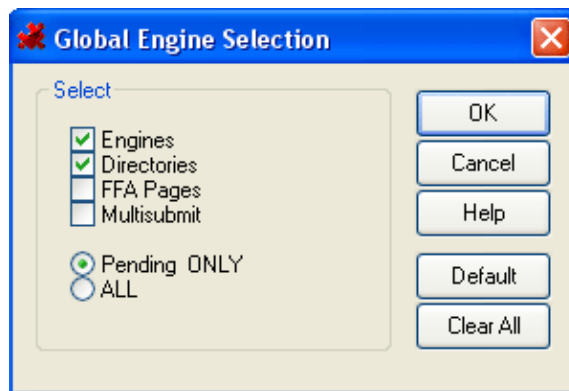 Global Engine Selection
Select
Engines
Directories
FFA Pages
Multisubmit
Pending ONLY
ALL
OK
Cancel
Help
Default
Clear All